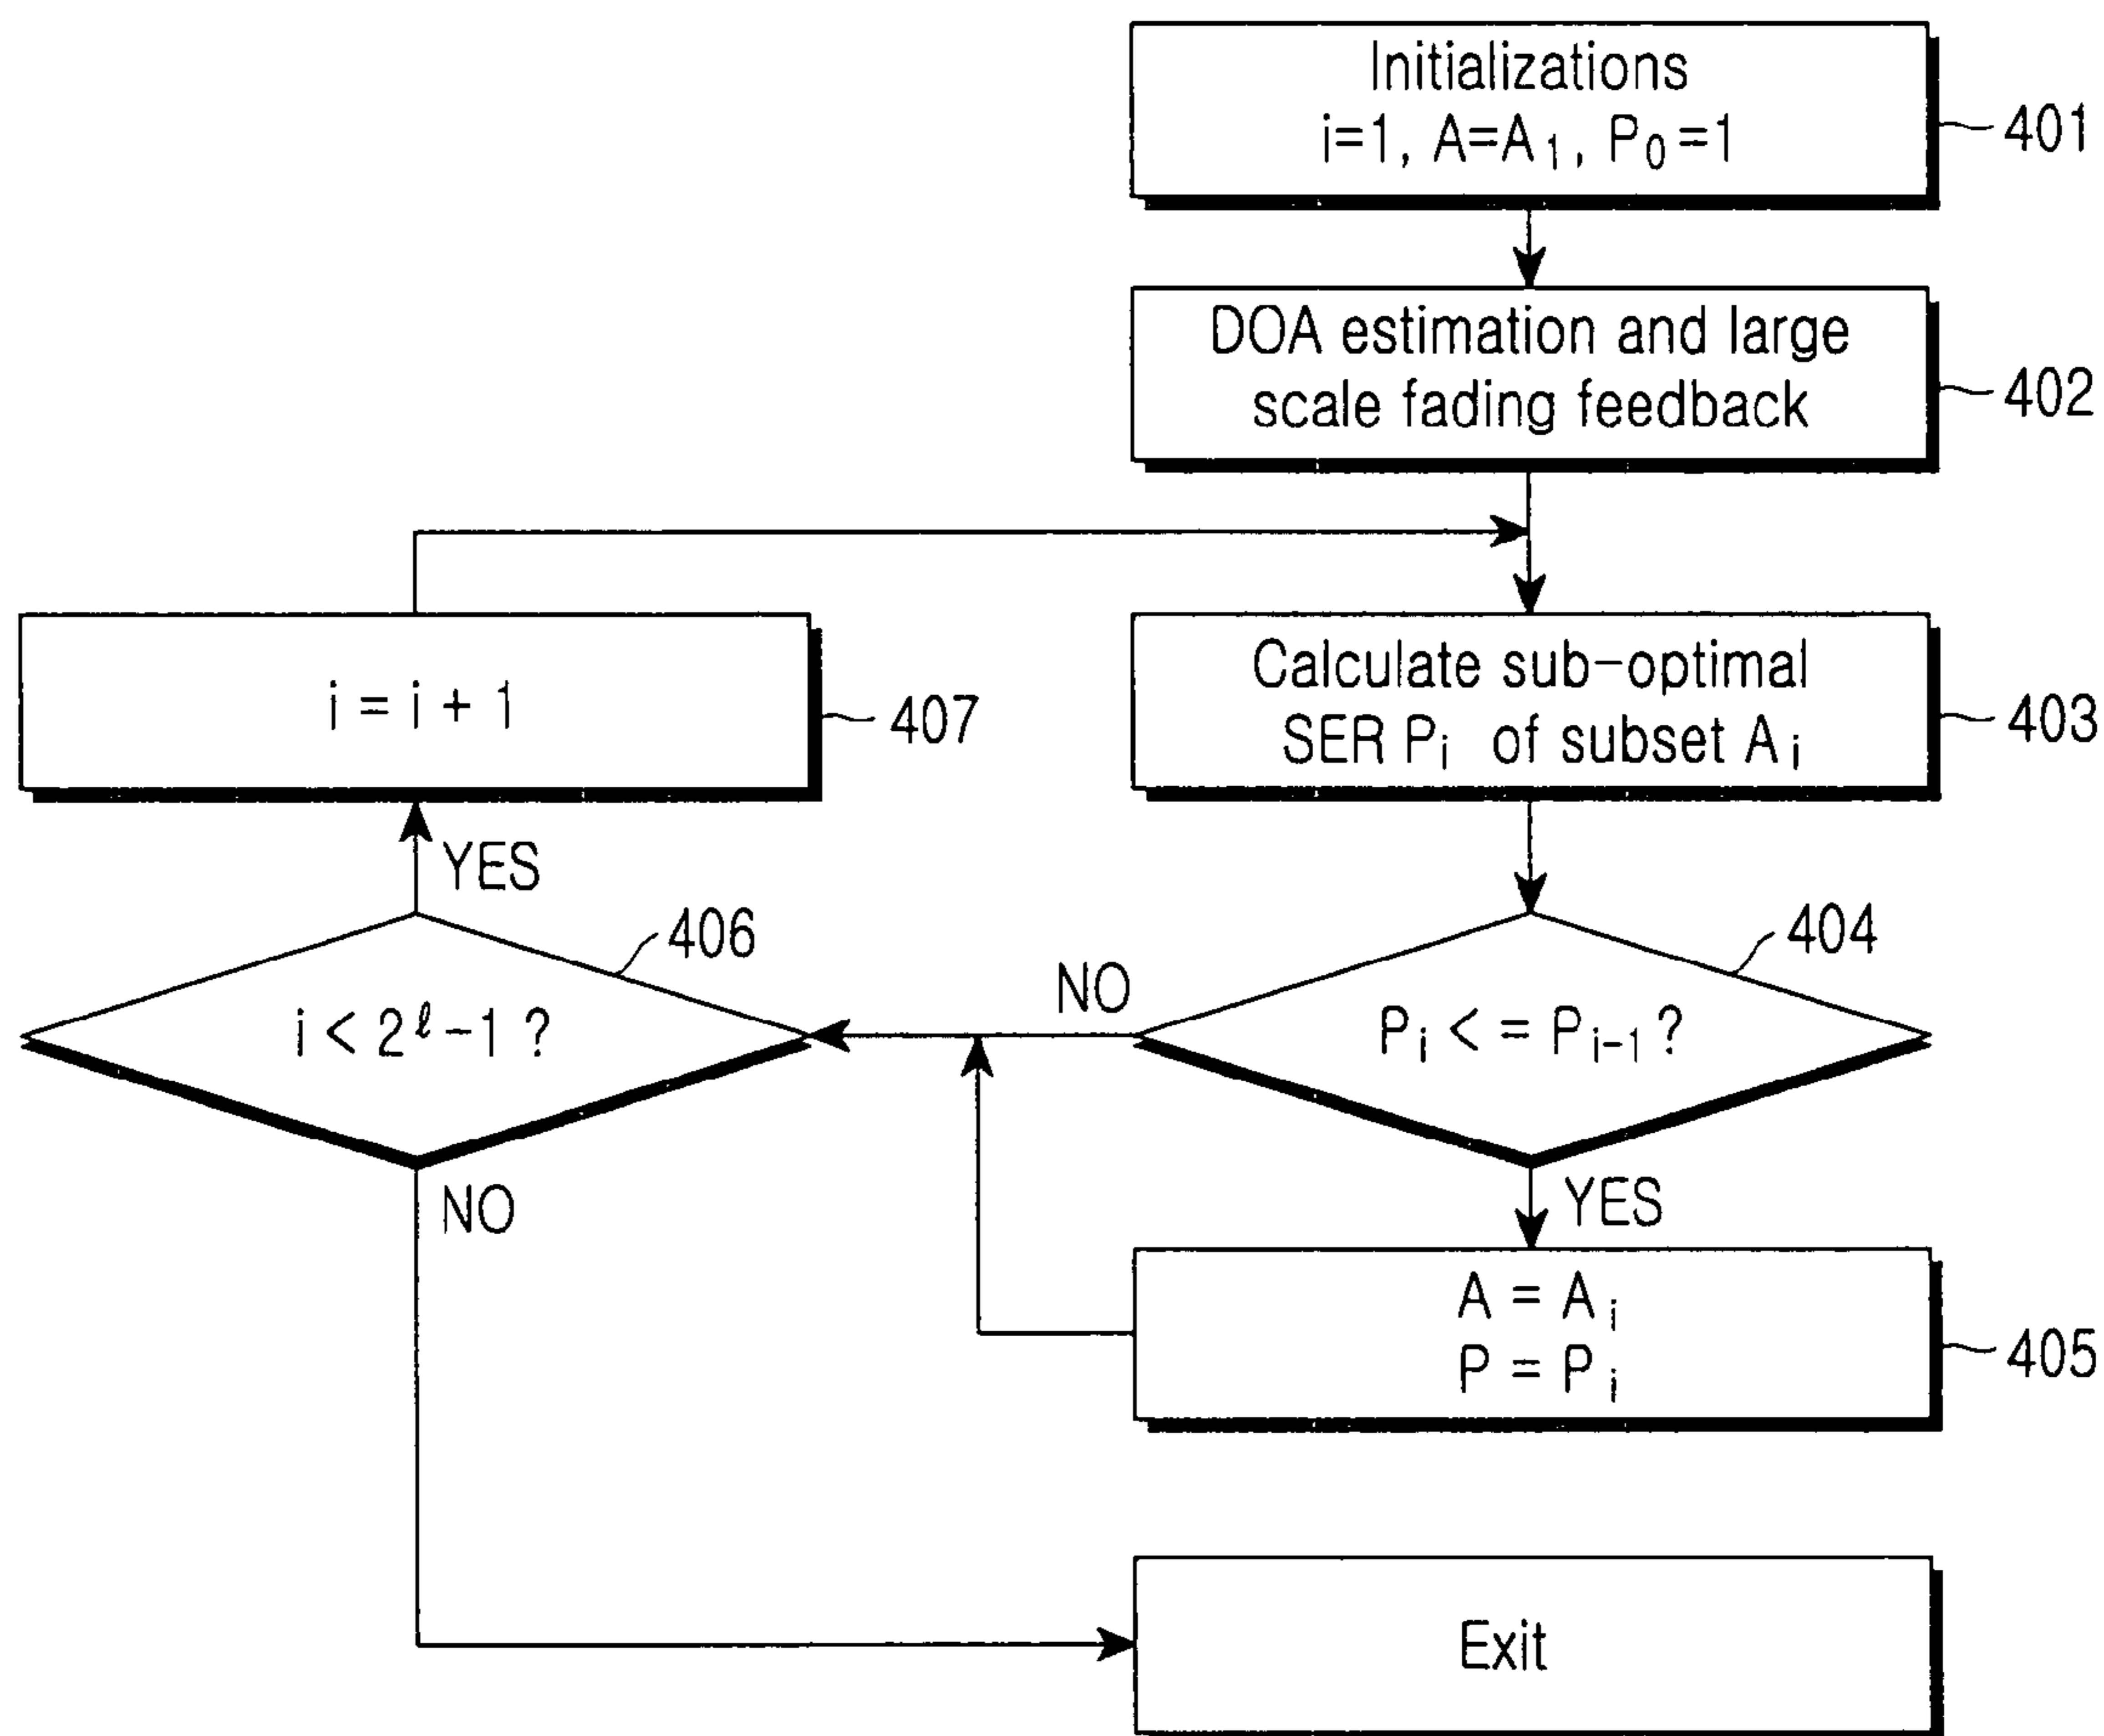 Initializations
i=1, A=A₁, P₀=1
401
DOA estimation and large
scale fading feedback
402
Calculate sub-optimal
SER Pᵢ of subset Aᵢ
403
i = i + 1
407
YES
406
i < 2^ℓ-1 ?
NO
404
Pᵢ < = Pᵢ₋₁ ?
NO
YES
A = Aᵢ
P = Pᵢ
405
Exit